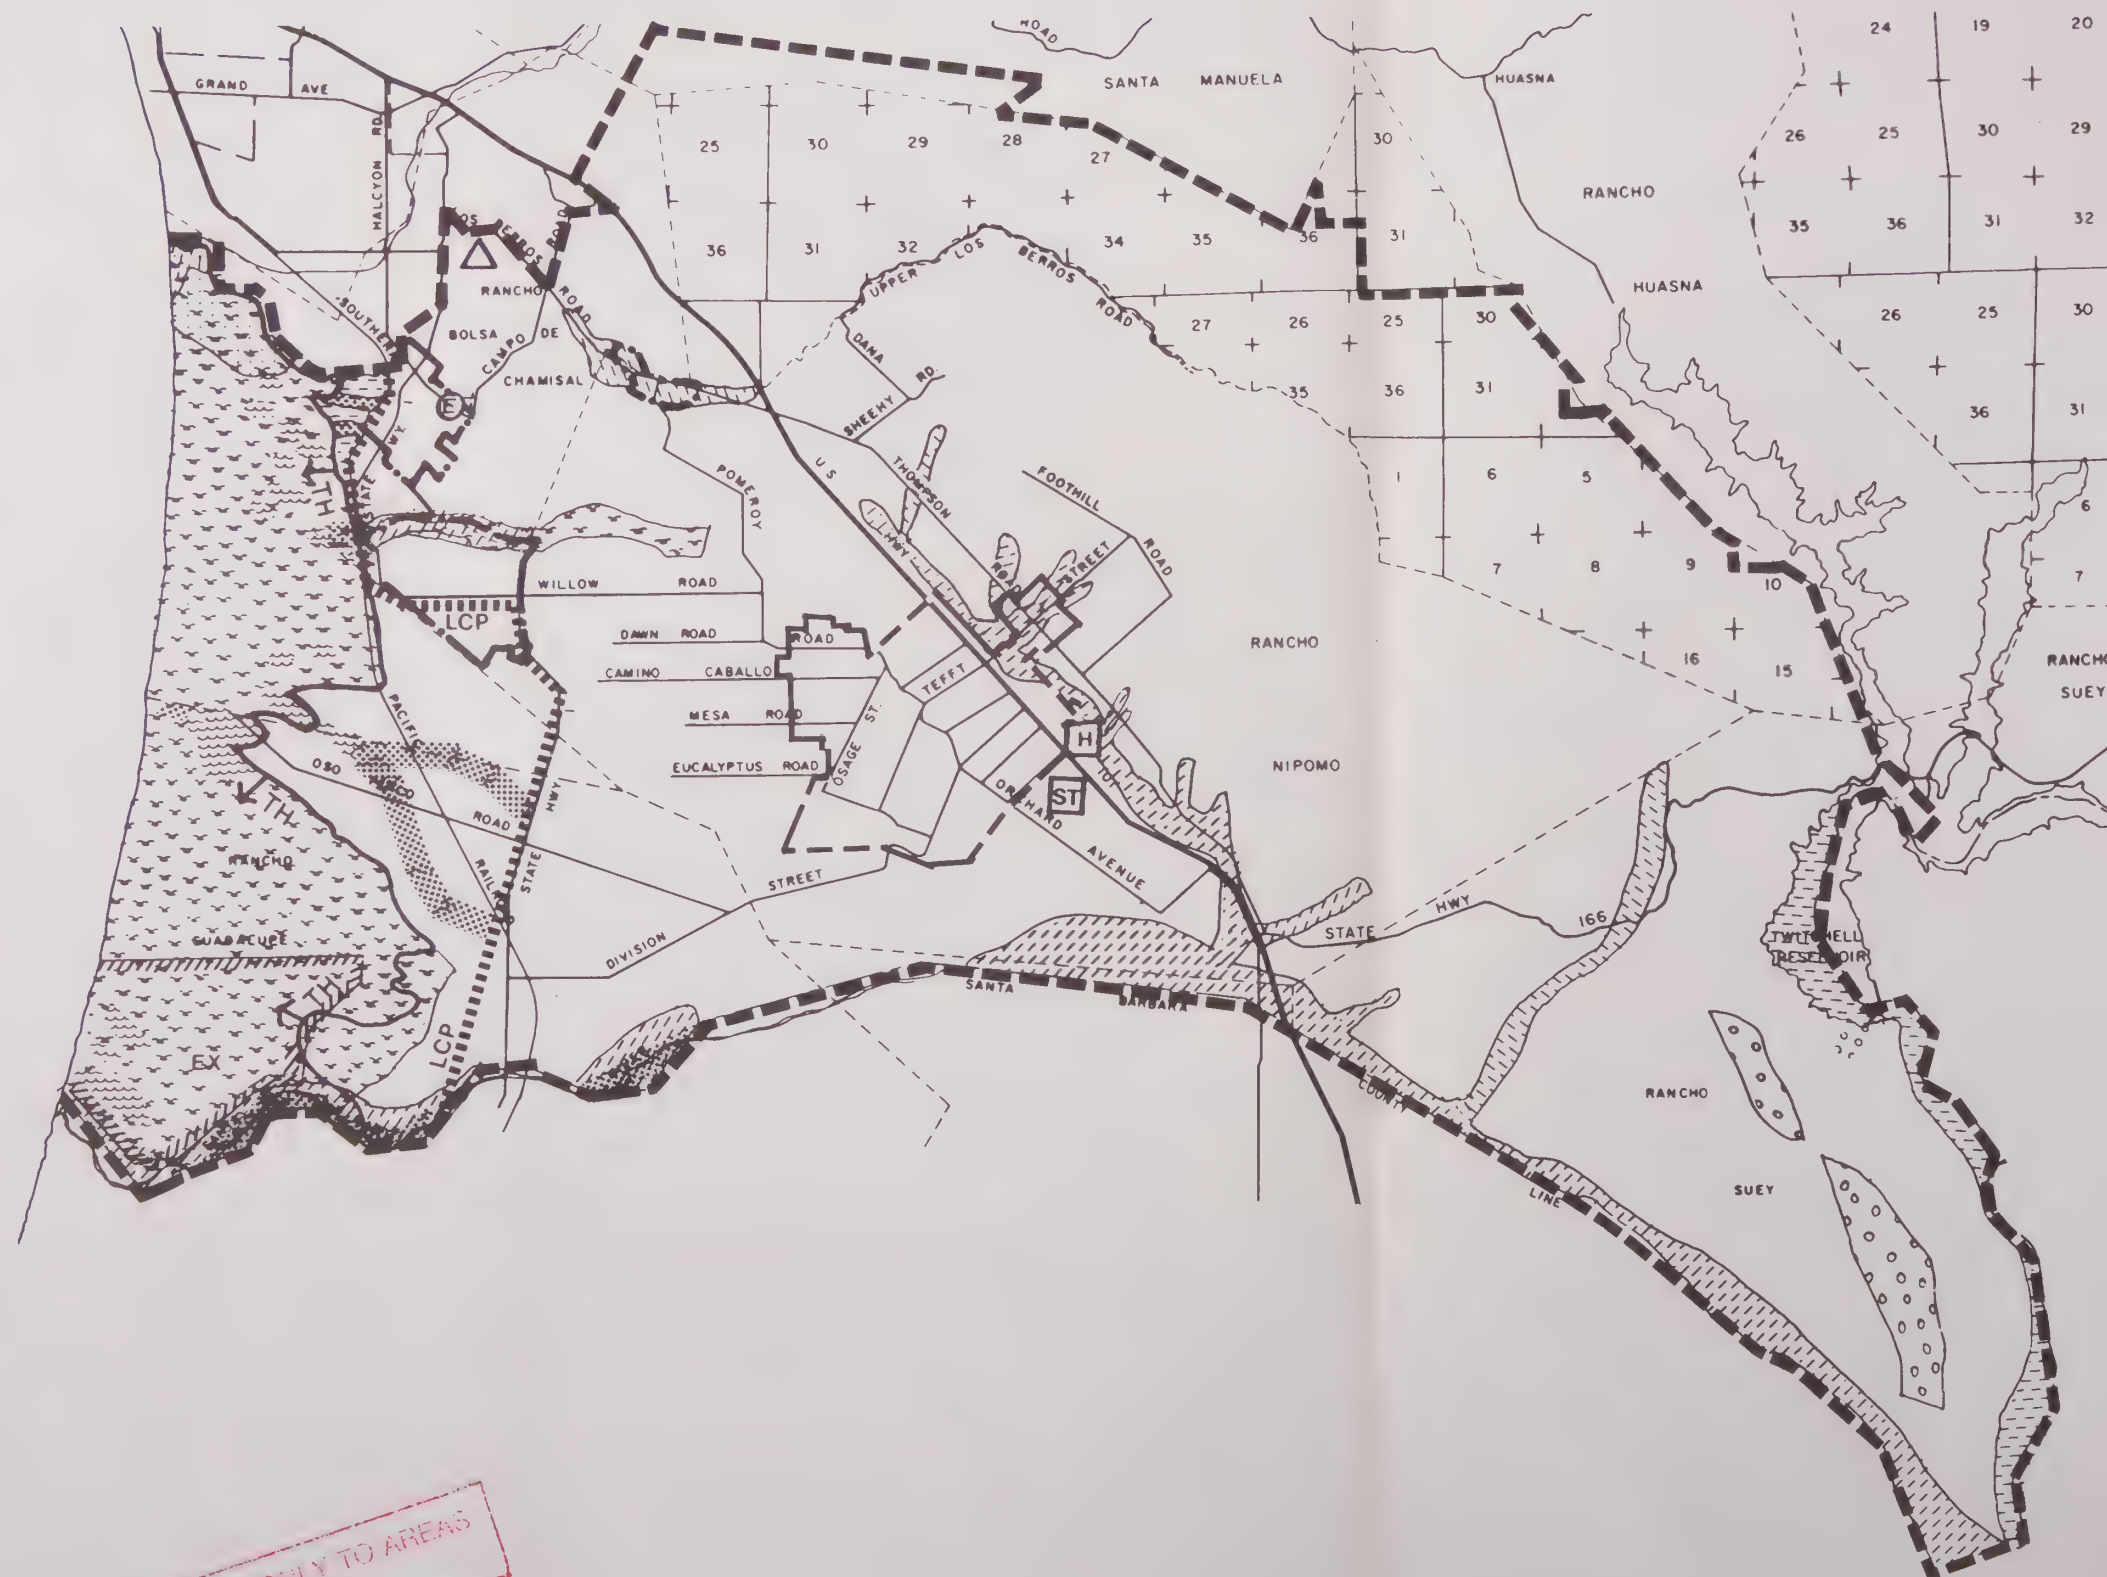 ROAD
SANTA MANUELA
HUASNA
24 19 20
GRAND AVE
HALCYON RD.
25 30 29 28 27
30
26 25 30 29
RANCHO
36 31 32 34 35 36 31
35 36 31 32
LOS BERROS ROAD
ROAD
UPPER LOS BERROS ROAD
RANCHO
BOLSA DE
CHAMISAL
CAMPO
SOUTHERN
HUASNA
27 26 25 30
26 25 30
DANA
SHEEHY RD.
35 36 31
36 31
E
STATE HWY.
TH
POMEROY
U S
HWY
101
THOMPSON
ROAD
FOOTHILL
ROAD
STREET
1 6 5
6
7 8 9 10
7
16 15
WILLOW ROAD
LCP
DAWN ROAD
ROAD
CAMINO CABALLO
MESA ROAD
EUCALYPTUS ROAD
OSAGE ST.
TEFFT
RANCHO
NIPOMO
RANCHO
SUEY
H
ST
ORCHARD
AVENUE
PACIFIC
RAIL
OSO
ROAD
STATE HWY
TH
RANCHO
GUADALUPE
TH
EX
LCP
STREET
DIVISION
STATE HWY 166
SANTA BARBARA
COUNTY
LINE
TWITCHELL
RESERVOIR
RANCHO
SUEY
ONLY TO AREAS